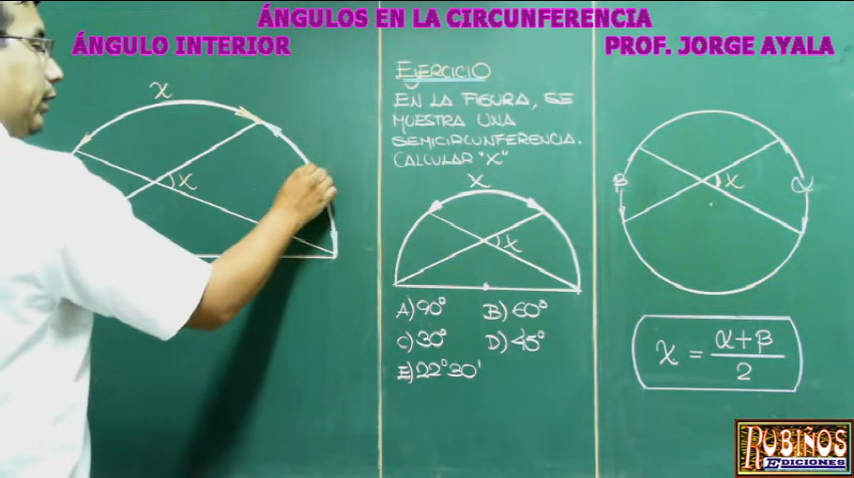 ÁNGULOS EN LA CIRCUNFERENCIA
ÁNGULO INTERIOR
PROF. JORGE AYALA
x
x
EJERCICIO
EN LA FIGURA, SE
MUESTRA UNA
SEMICIRCUNFERENCIA.
CALCULAR "X"
x
x
A) 90° B) 60°
C) 30° D) 45°
E) 22°30'
β
x
α
x = α+β
2
RUBIÑOS
EDICIONES